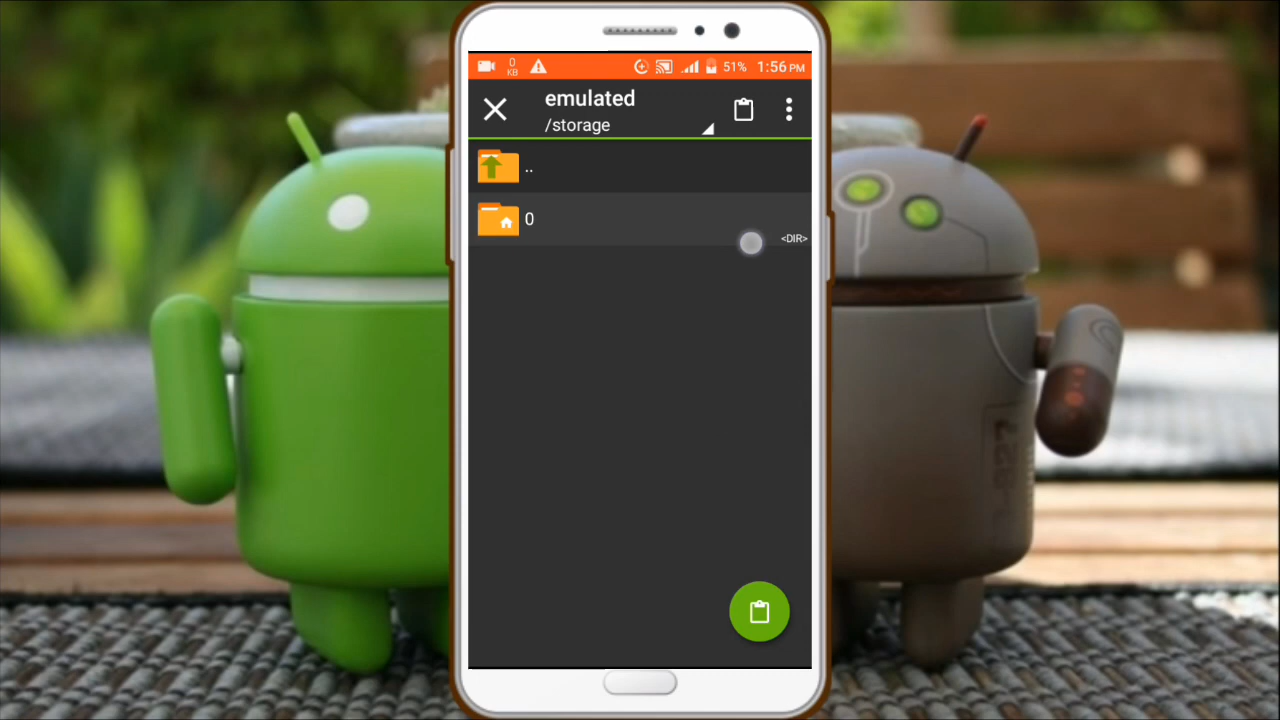 0
KB
51% 1:56 PM
emulated
/storage
..
0
<DIR>